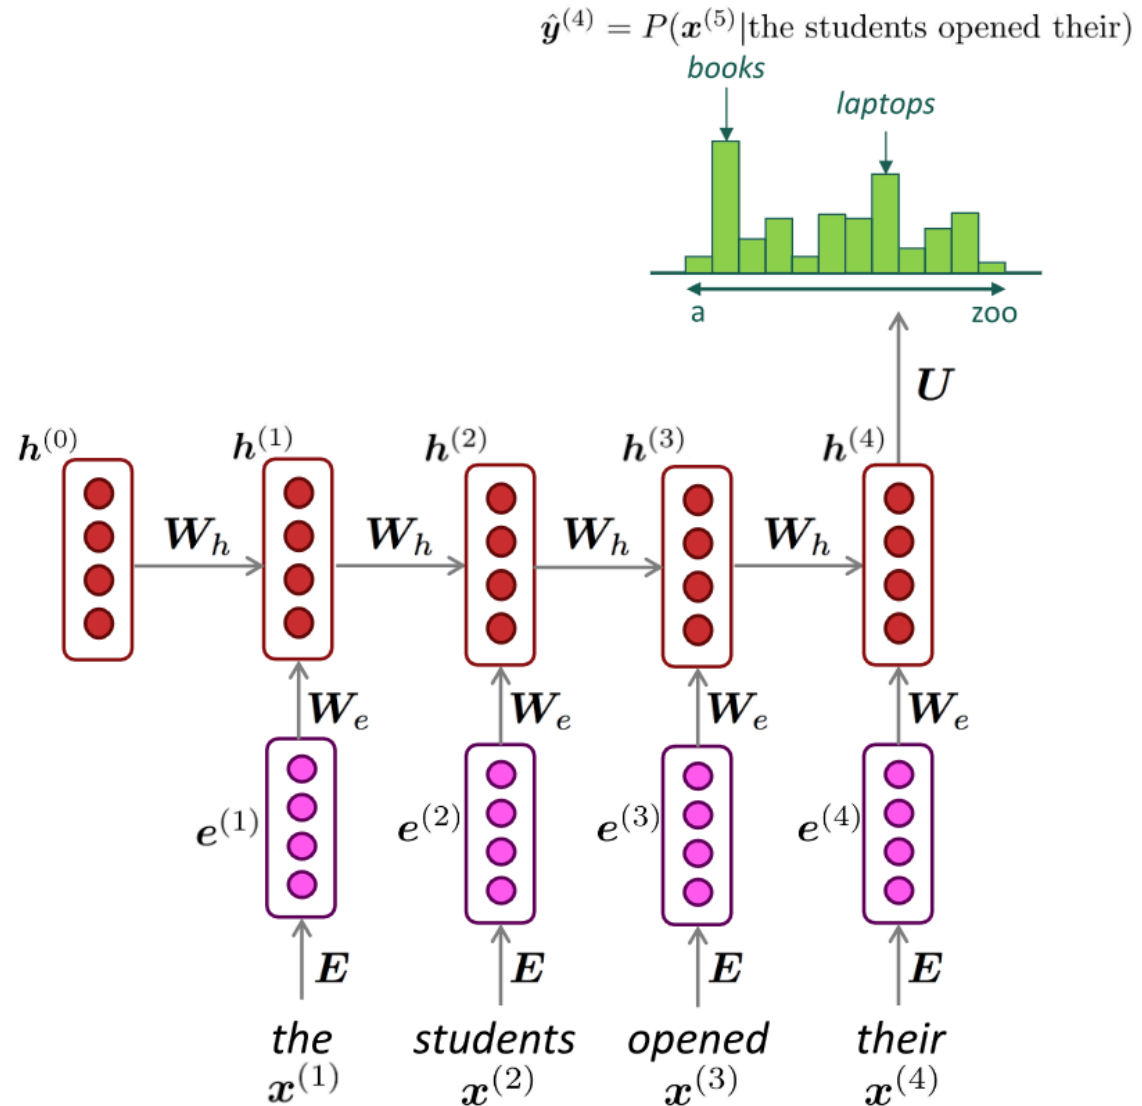 ŷ⁽⁴⁾ = P(x⁽⁵⁾|the students opened their)
books
laptops
a zoo
U
h⁽⁰⁾ h⁽¹⁾ h⁽²⁾ h⁽³⁾ h⁽⁴⁾
Wₕ Wₕ Wₕ Wₕ
Wₑ Wₑ Wₑ Wₑ
e⁽¹⁾ e⁽²⁾ e⁽³⁾ e⁽⁴⁾
E E E E
the students opened their
x⁽¹⁾ x⁽²⁾ x⁽³⁾ x⁽⁴⁾